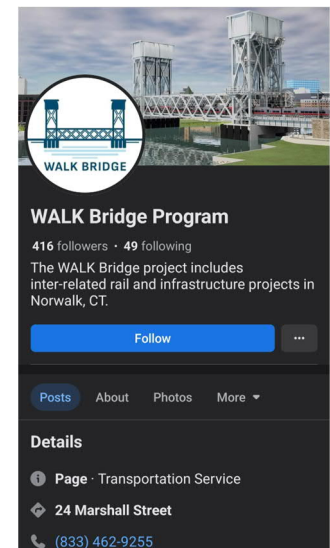 WALK BRIDGE
WALK Bridge Program
416 followers • 49 following
The WALK Bridge project includes
inter-related rail and infrastructure projects in
Norwalk, CT.
Follow
Posts About Photos More
Details
Page · Transportation Service
24 Marshall Street
(833) 462-9255